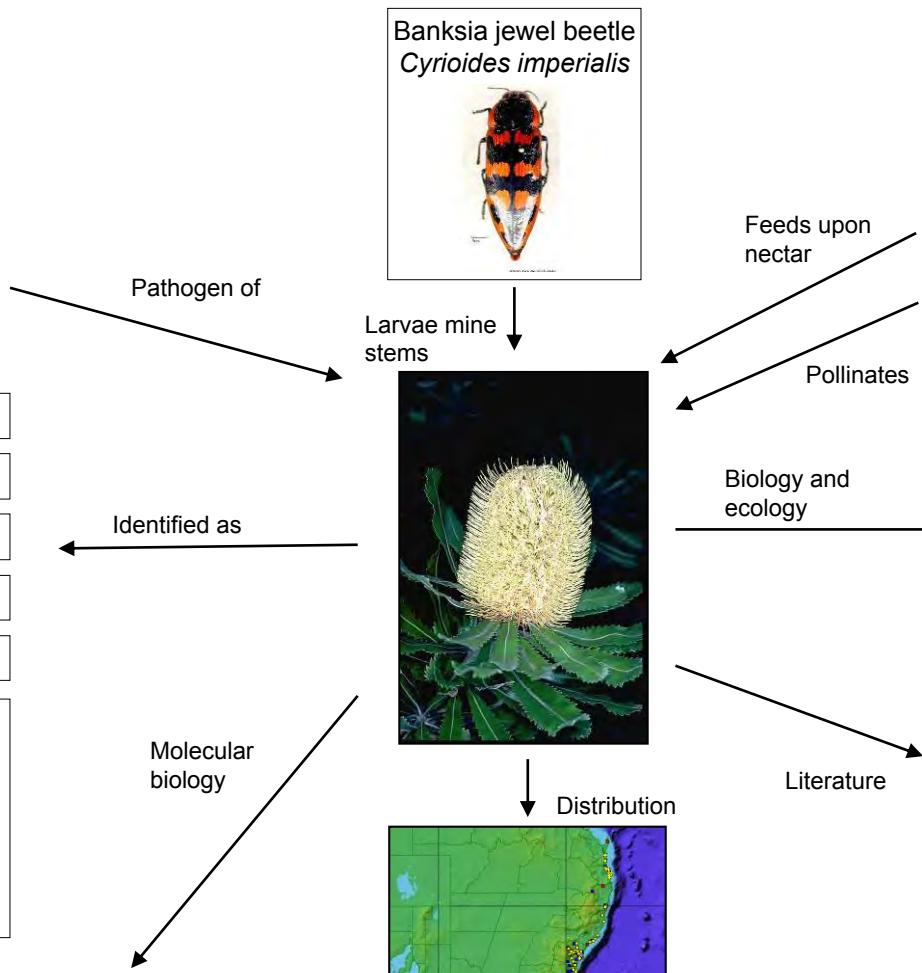 Banksia jewel beetle
Cyrioides imperialis
Feeds upon
nectar
Pathogen of
Larvae mine
stems
Pollinates
Biology and
ecology
Identified as
Molecular
biology
Literature
Distribution